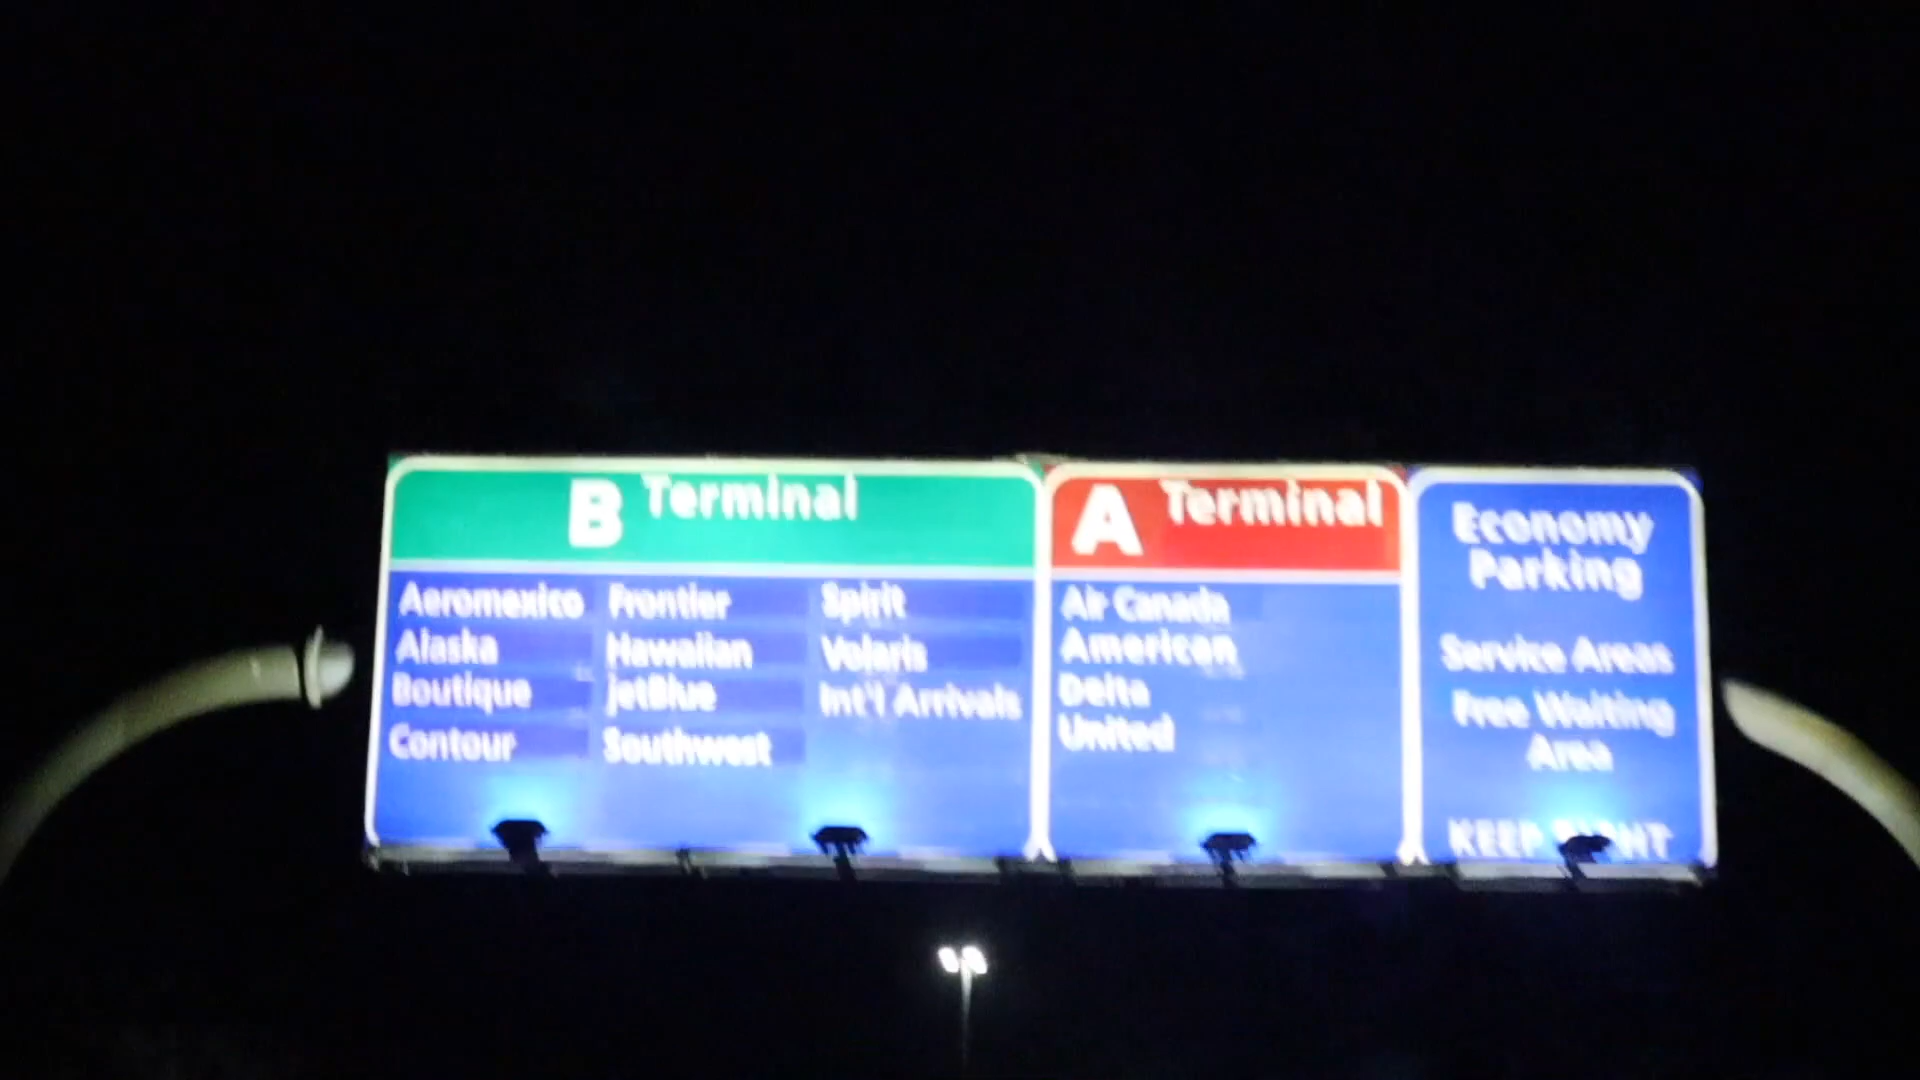 B Terminal
Aeromexico
Alaska
Boutique
Contour
Frontier
Hawaiian
jetBlue
Southwest
Spirit
Volaris
Int'l Arrivals
A Terminal
Air Canada
American
Delta
United
Economy
Parking
Service Areas
Free Waiting
Area
KEEP RIGHT